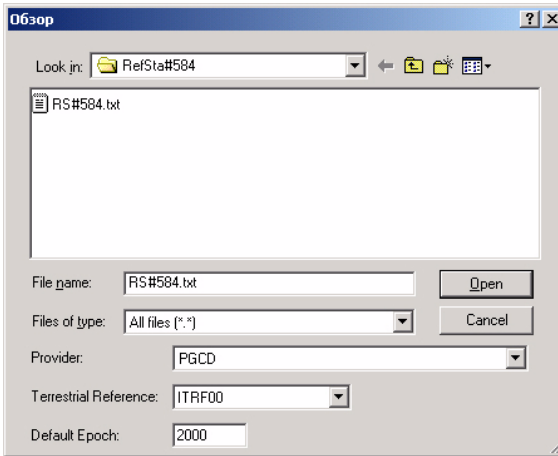 Обзор
Look in: RefSta#584
RS#584.txt
File name: RS#584.txt Open
Files of type: All files (*.*) Cancel
Provider: PGCD
Terrestrial Reference: ITRF00
Default Epoch: 2000